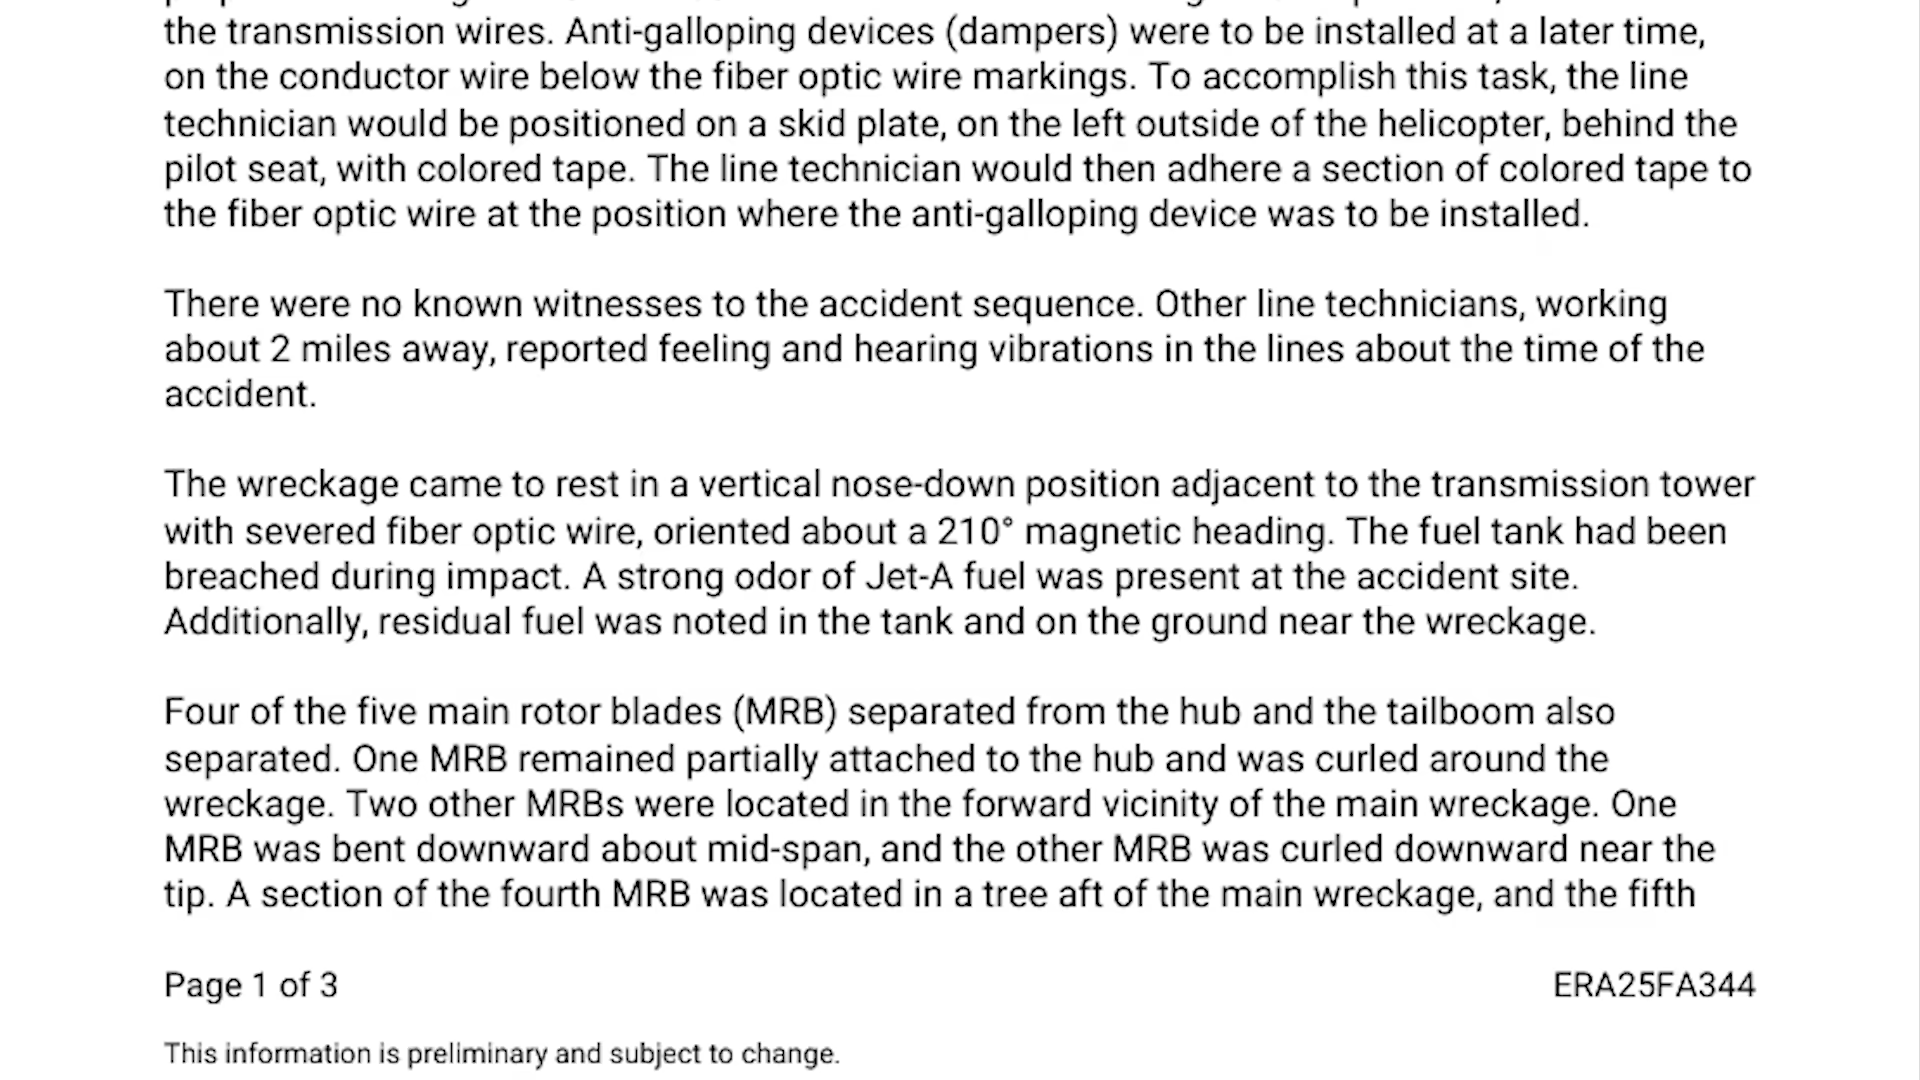 the transmission wires. Anti-galloping devices (dampers) were to be installed at a later time,
on the conductor wire below the fiber optic wire markings. To accomplish this task, the line
technician would be positioned on a skid plate, on the left outside of the helicopter, behind the
pilot seat, with colored tape. The line technician would then adhere a section of colored tape to
the fiber optic wire at the position where the anti-galloping device was to be installed.
There were no known witnesses to the accident sequence. Other line technicians, working
about 2 miles away, reported feeling and hearing vibrations in the lines about the time of the
accident.
The wreckage came to rest in a vertical nose-down position adjacent to the transmission tower
with severed fiber optic wire, oriented about a 210° magnetic heading. The fuel tank had been
breached during impact. A strong odor of Jet-A fuel was present at the accident site.
Additionally, residual fuel was noted in the tank and on the ground near the wreckage.
Four of the five main rotor blades (MRB) separated from the hub and the tailboom also
separated. One MRB remained partially attached to the hub and was curled around the
wreckage. Two other MRBs were located in the forward vicinity of the main wreckage. One
MRB was bent downward about mid-span, and the other MRB was curled downward near the
tip. A section of the fourth MRB was located in a tree aft of the main wreckage, and the fifth
Page 1 of 3
ERA25FA344
This information is preliminary and subject to change.